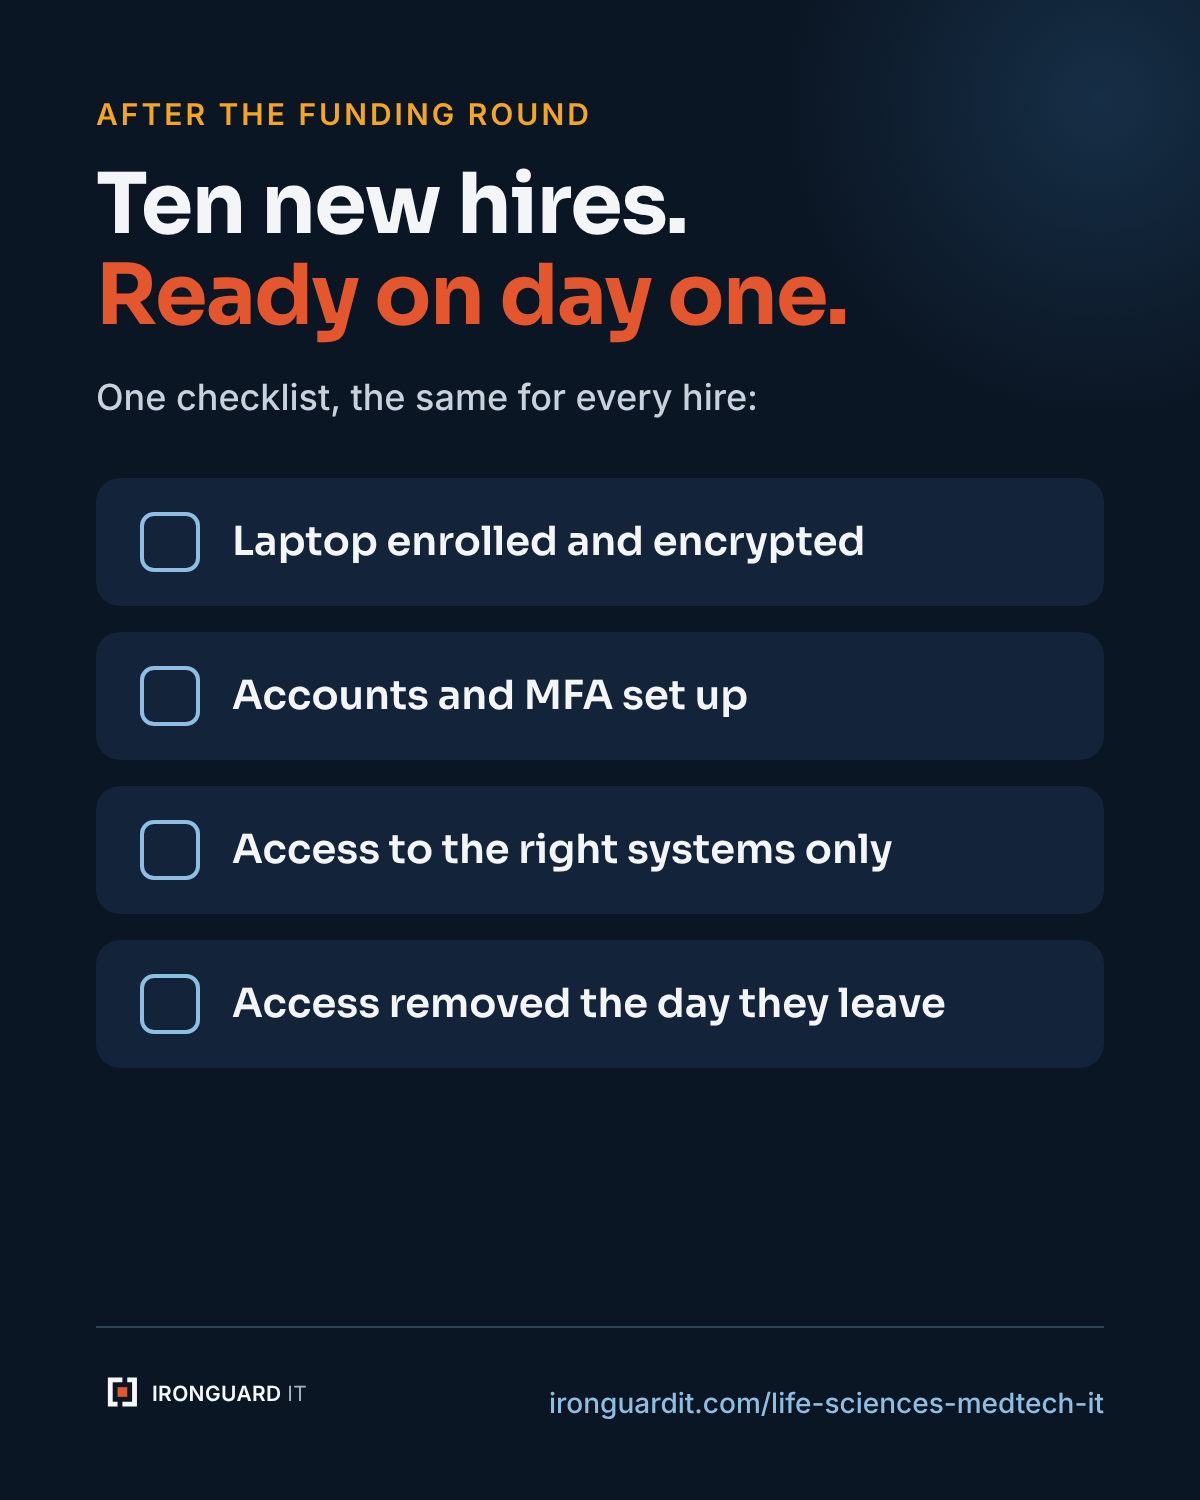 AFTER THE FUNDING ROUND
Ten new hires.
Ready on day one.
One checklist, the same for every hire:
Laptop enrolled and encrypted
Accounts and MFA set up
Access to the right systems only
Access removed the day they leave
IRONGUARD IT
ironguardit.com/life-sciences-medtech-it